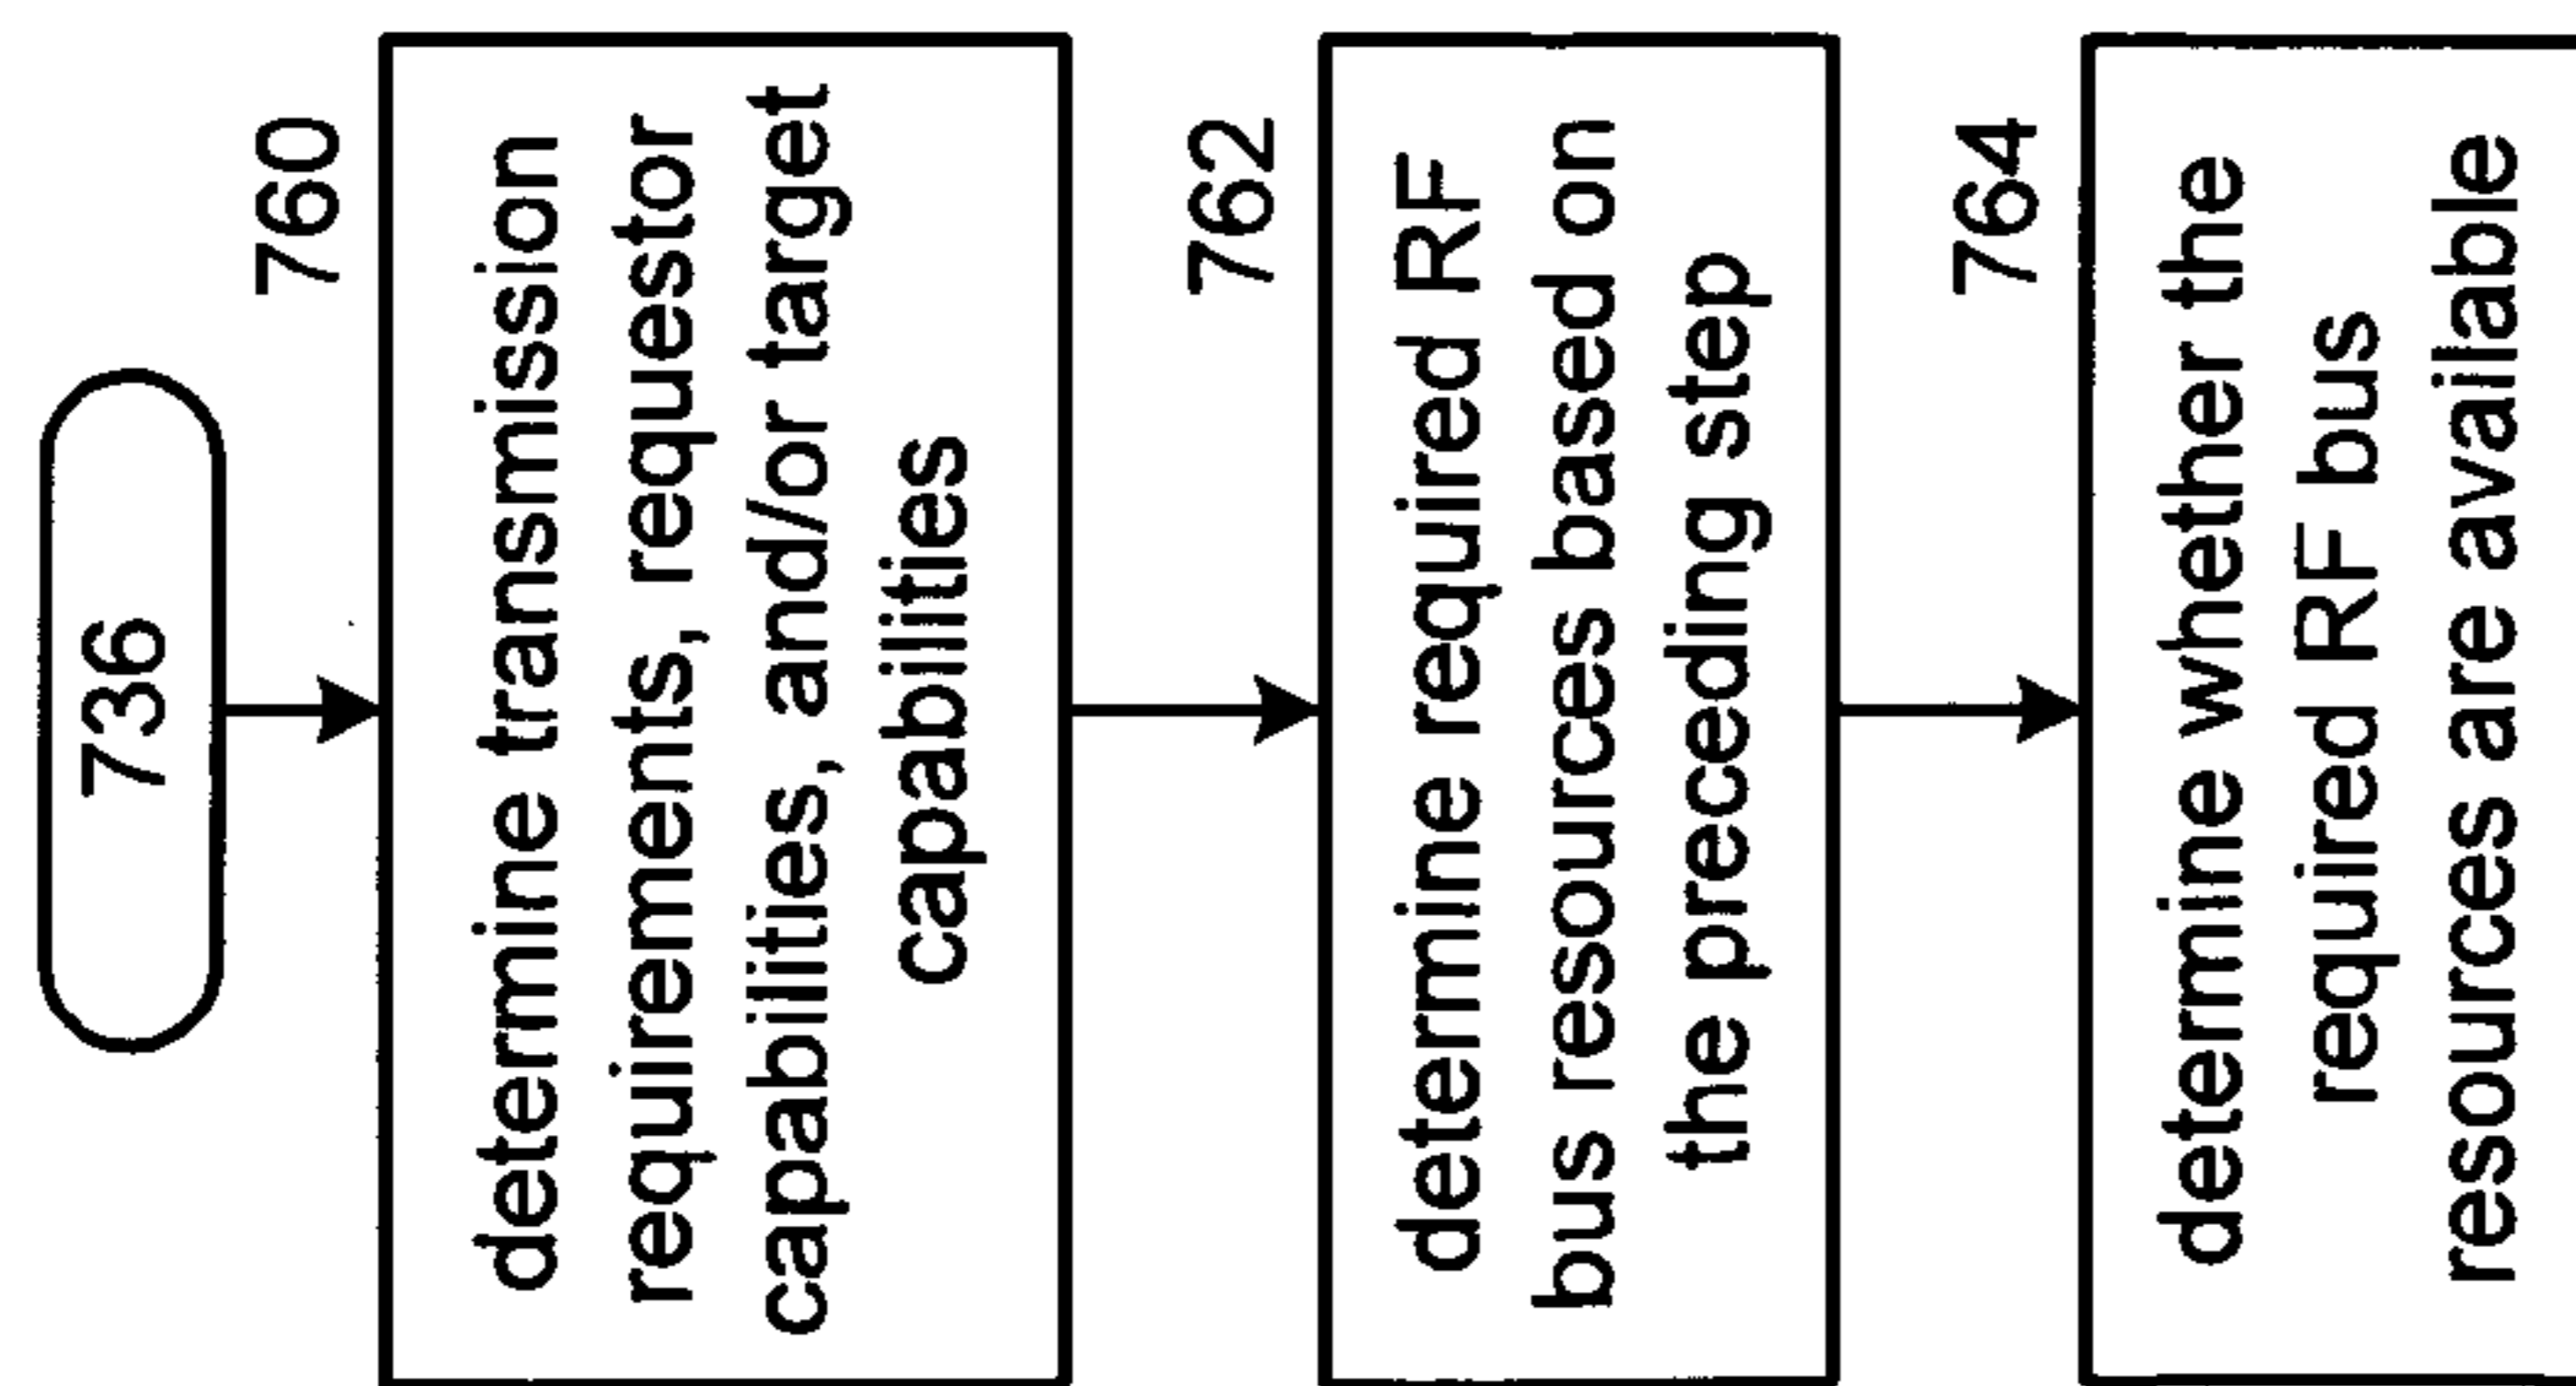 736
760
determine transmission
requirements, requestor
capabilities, and/or target
capabilities
762
determine required RF
bus resources based on
the preceding step
764
determine whether the
required RF bus
resources are available